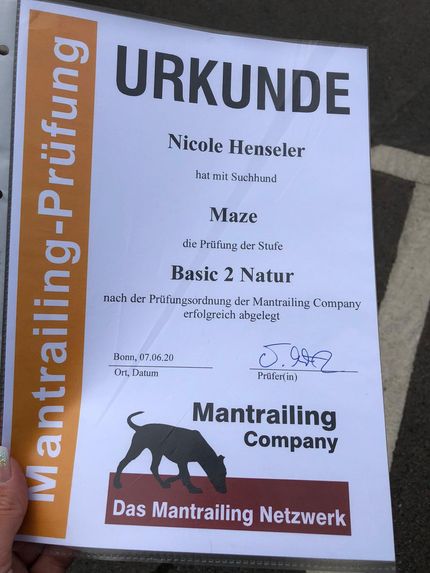 Mantrailing-Prüfung
URKUNDE
Nicole Henseler
hat mit Suchhund
Maze
die Prüfung der Stufe
Basic 2 Natur
nach der Prüfungsordnung der Mantrailing Company
erfolgreich abgelegt
Bonn, 07.06.20
Ort, Datum
Prüfer(in)
Mantrailing
Company
Das Mantrailing Netzwerk